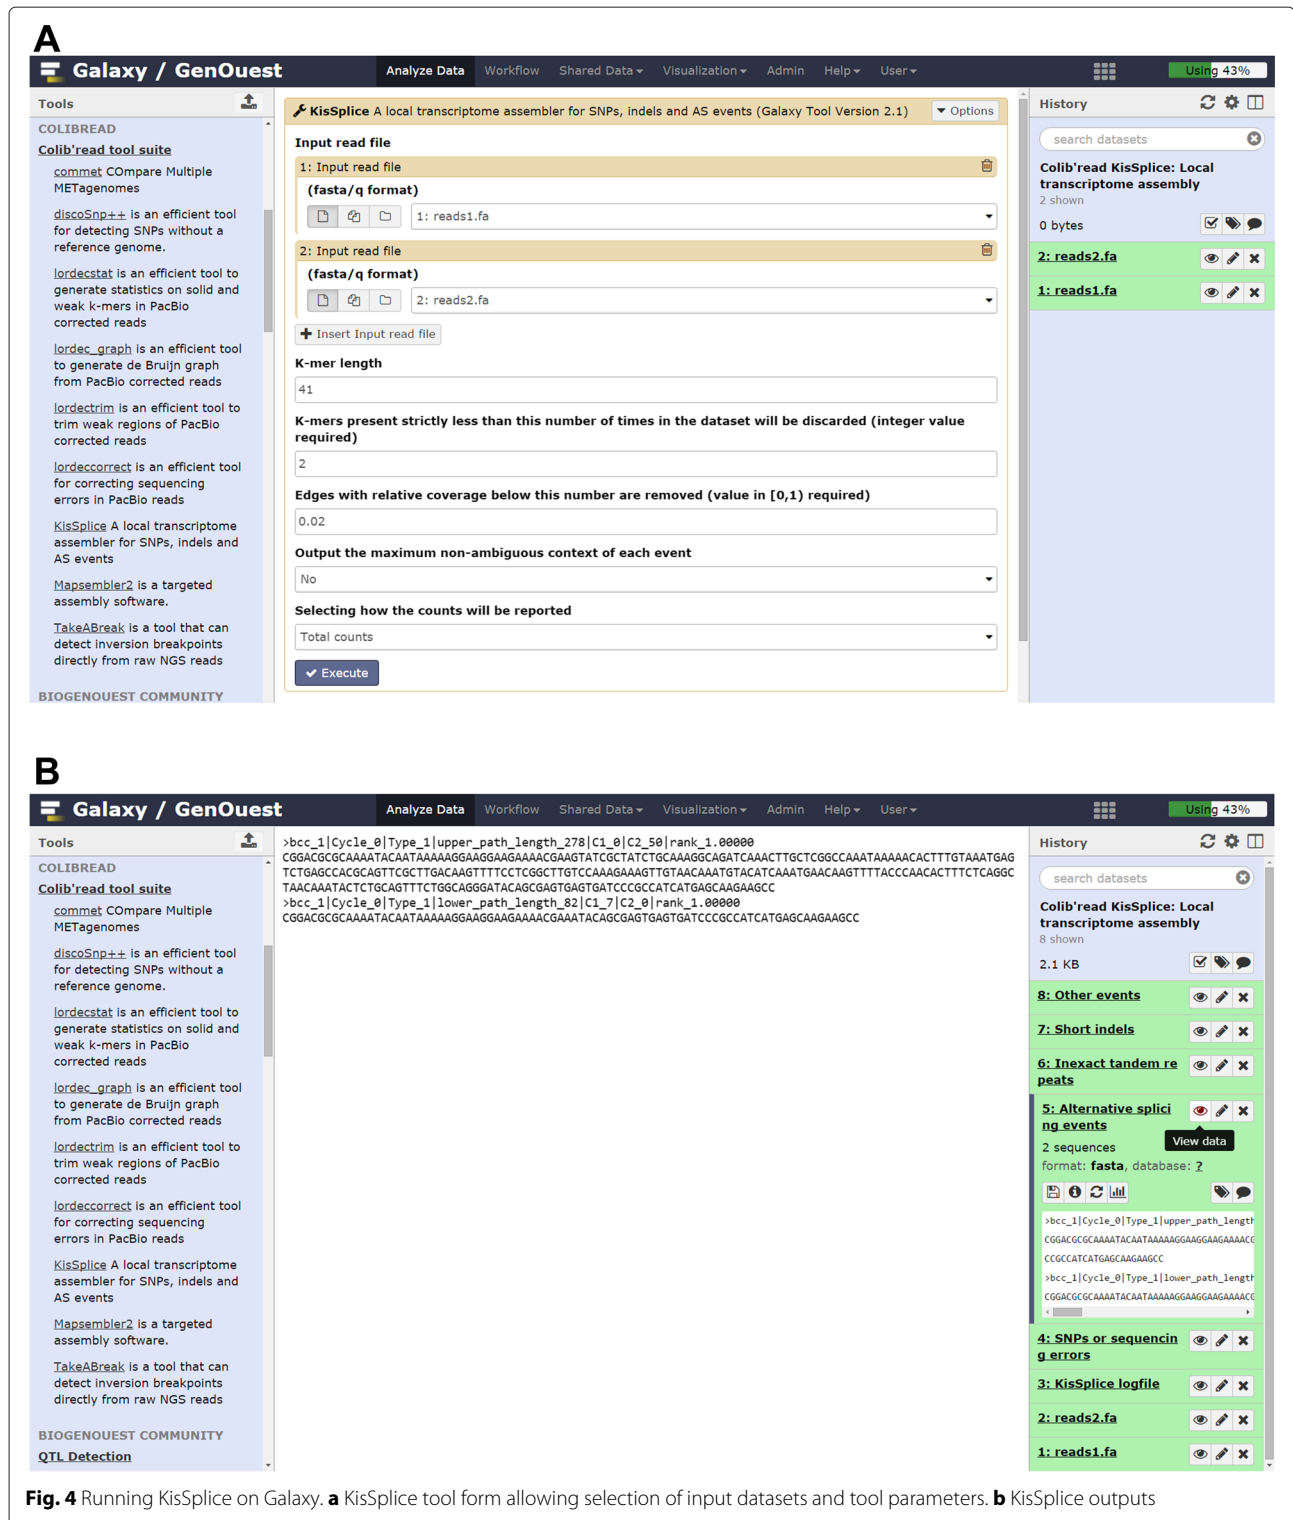 A
Galaxy / GenOuest
Analyze Data Workflow Shared Data Visualization Admin Help User
Using 43%
Tools
COLIBREAD
Colib'read tool suite
commet COmpare Multiple
METagenomes
discoSnp++ is an efficient tool
for detecting SNPs without a
reference genome.
lordecstat is an efficient tool to
generate statistics on solid and
weak k-mers in PacBio
corrected reads
lordec_graph is an efficient tool
to generate de Bruijn graph
from PacBio corrected reads
lordectrim is an efficient tool to
trim weak regions of PacBio
corrected reads
lordeccorrect is an efficient tool
for correcting sequencing
errors in PacBio reads
KisSplice A local transcriptome
assembler for SNPs, indels and
AS events
Mapsembler2 is a targeted
assembly software.
TakeABreak is a tool that can
detect inversion breakpoints
directly from raw NGS reads
BIOGENOUEST COMMUNITY
KisSplice A local transcriptome assembler for SNPs, indels and AS events (Galaxy Tool Version 2.1)
Options
Input read file
1: Input read file
(fasta/q format)
1: reads1.fa
2: Input read file
(fasta/q format)
2: reads2.fa
Insert Input read file
K-mer length
41
K-mers present strictly less than this number of times in the dataset will be discarded (integer value
required)
2
Edges with relative coverage below this number are removed (value in [0,1) required)
0.02
Output the maximum non-ambiguous context of each event
No
Selecting how the counts will be reported
Total counts
Execute
History
search datasets
Colib'read KisSplice: Local
transcriptome assembly
2 shown
0 bytes
2: reads2.fa
1: reads1.fa
B
Galaxy / GenOuest
Analyze Data Workflow Shared Data Visualization Admin Help User
Using 43%
Tools
COLIBREAD
Colib'read tool suite
commet COmpare Multiple
METagenomes
discoSnp++ is an efficient tool
for detecting SNPs without a
reference genome.
lordecstat is an efficient tool to
generate statistics on solid and
weak k-mers in PacBio
corrected reads
lordec_graph is an efficient tool
to generate de Bruijn graph
from PacBio corrected reads
lordectrim is an efficient tool to
trim weak regions of PacBio
corrected reads
lordeccorrect is an efficient tool
for correcting sequencing
errors in PacBio reads
KisSplice A local transcriptome
assembler for SNPs, indels and
AS events
Mapsembler2 is a targeted
assembly software.
TakeABreak is a tool that can
detect inversion breakpoints
directly from raw NGS reads
BIOGENOUEST COMMUNITY
QTL Detection
>bcc_1|Cycle_0|Type_1|upper_path_length_278|C1_0|C2_50|rank_1.00000
CGGACGCGCAAAATACAATAAAAAGGAAGGAAGAAAACGAAGTATCGCTATCTGCAAAGGCAGATCAAACTTGCTCGGCCAAATAAAAACACTTTGTAAATGAG
TCTGAGCCACAGCAGTTCGCTTGACAAGTTTTCCTCGGCTTGTCCAAAGAAAGTTGTAACAAATGTACATCAAATGAACAAGTTTTACCCAACACTTTCTCAGGC
TAACAAATACTCTGCAGTTTCTGGCAGGGATACAGCGAGTGAGTGATCCCGCCATCATGAGCAAGAAGCC
>bcc_1|Cycle_0|Type_1|lower_path_length_82|C1_7|C2_0|rank_1.00000
CGGACGCGCAAAATACAATAAAAAGGAAGGAAGAAAACGAAATACAGCGAGTGAGTGATCCCGCCATCATGAGCAAGAAGCC
History
search datasets
Colib'read KisSplice: Local
transcriptome assembly
8 shown
2.1 KB
8: Other events
7: Short indels
6: Inexact tandem re
peats
5: Alternative splici
ng events
View data
2 sequences
format: fasta, database: ?
>bcc_1|Cycle_0|Type_1|upper_path_length
CGGACGCGCAAAATACAATAAAAAGGAAGGAAGAAAACG
CCGCCATCATGAGCAAGAAGCC
>bcc_1|Cycle_0|Type_1|lower_path_length
CGGACGCGCAAAATACAATAAAAAGGAAGGAAGAAAACG
4: SNPs or sequencin
g errors
3: KisSplice logfile
2: reads2.fa
1: reads1.fa
Fig. 4 Running KisSplice on Galaxy. a KisSplice tool form allowing selection of input datasets and tool parameters. b KisSplice outputs